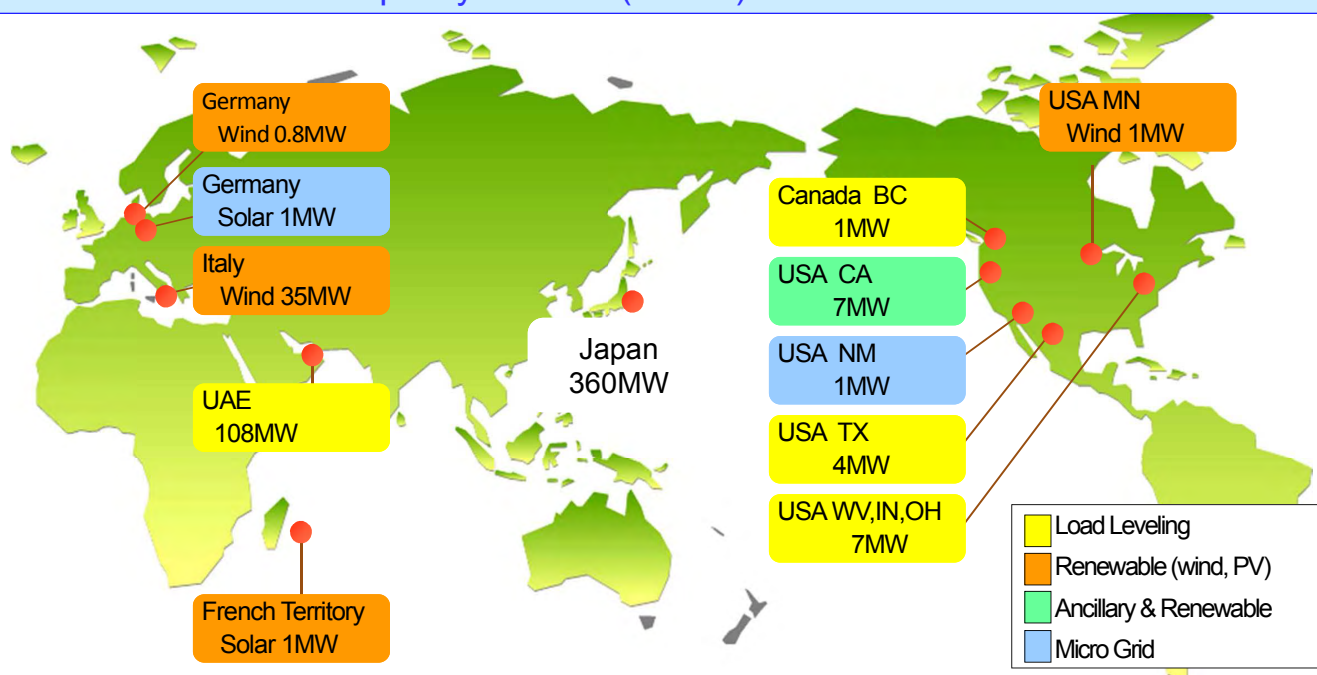 Germany
Wind 0.8MW
Germany
Solar 1MW
Italy
Wind 35MW
UAE
108MW
French Territory
Solar 1MW
Japan
360MW
USA MN
Wind 1MW
Canada BC
1MW
USA CA
7MW
USA NM
1MW
USA TX
4MW
USA WV,IN,OH
7MW
Load Leveling
Renewable (wind, PV)
Ancillary & Renewable
Micro Grid